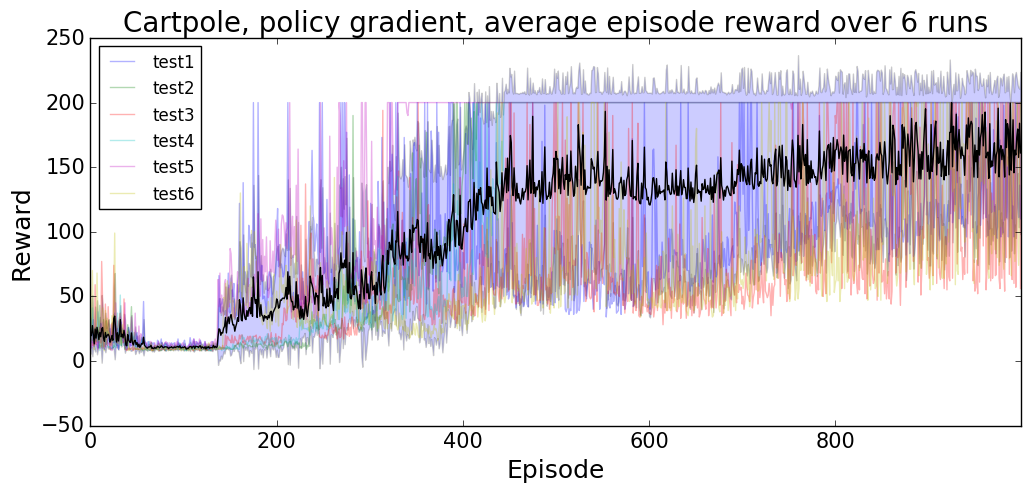 Cartpole, policy gradient, average episode reward over 6 runs
250
200
150
100
50
0
−50
Reward
test1
test2
test3
test4
test5
test6
0 200 400 600 800
Episode